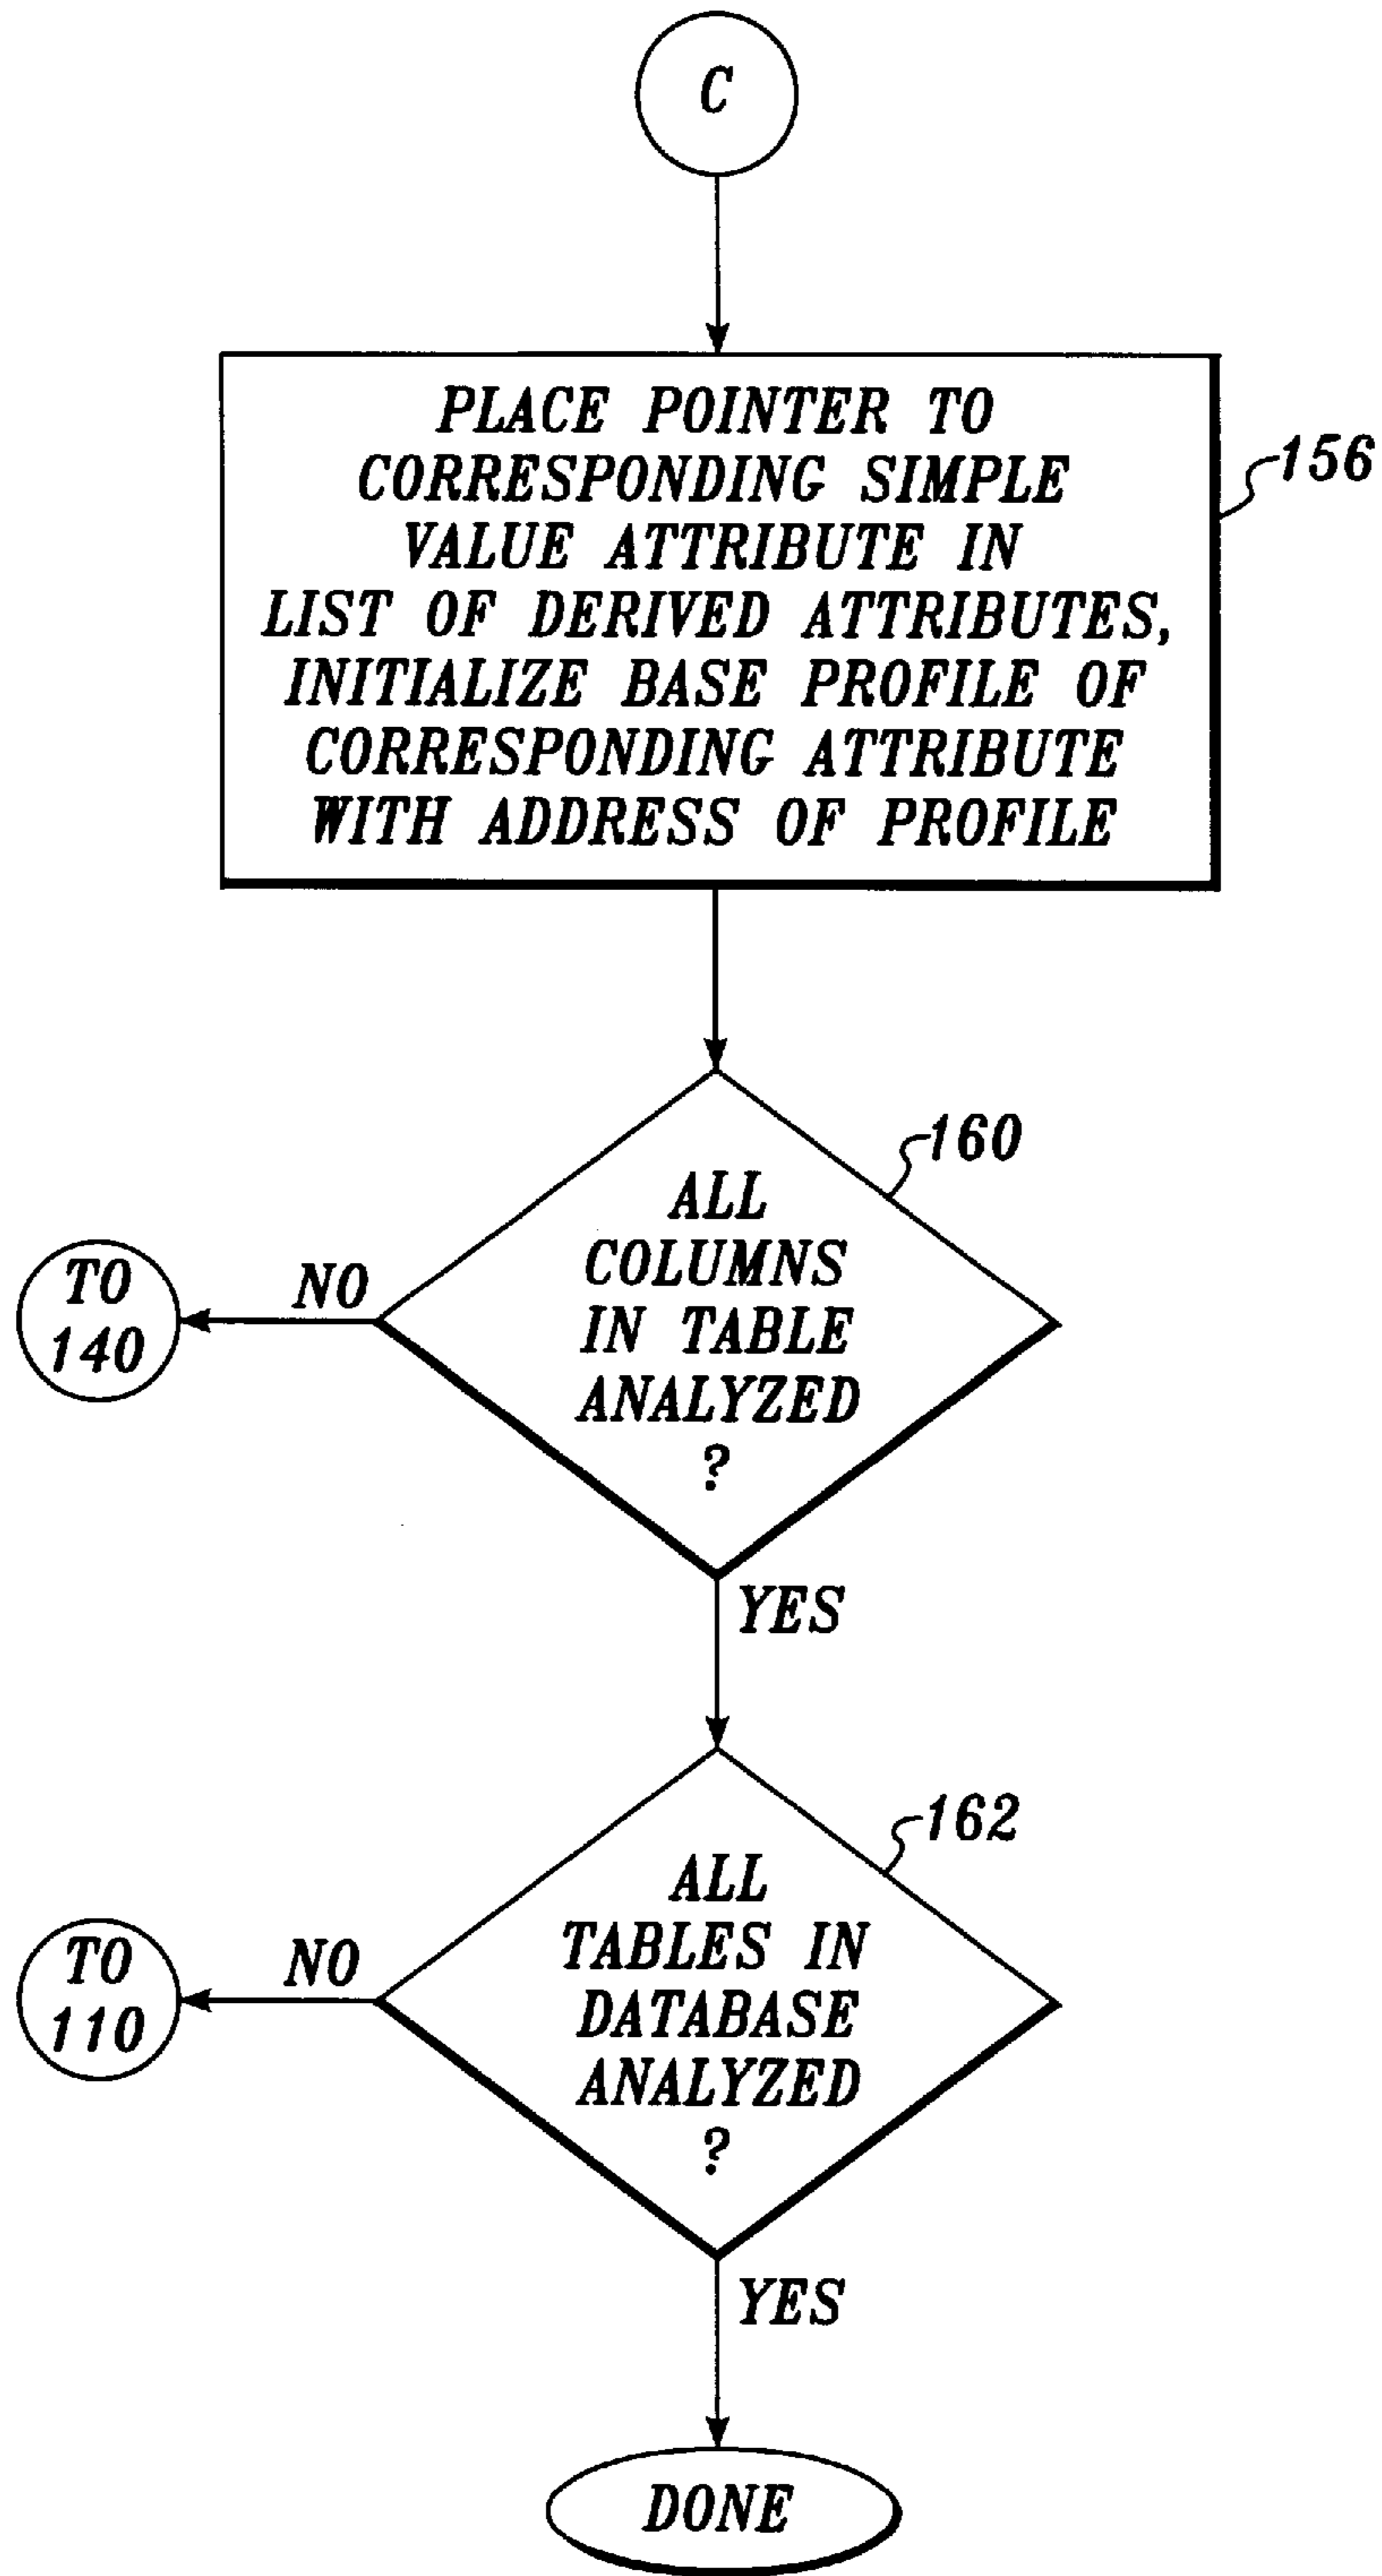 C
PLACE POINTER TO
CORRESPONDING SIMPLE
VALUE ATTRIBUTE IN
LIST OF DERIVED ATTRIBUTES,
INITIALIZE BASE PROFILE OF
CORRESPONDING ATTRIBUTE
WITH ADDRESS OF PROFILE
156
160
ALL
COLUMNS
IN TABLE
ANALYZED
?
NO
TO
140
YES
162
ALL
TABLES IN
DATABASE
ANALYZED
?
NO
TO
110
YES
DONE